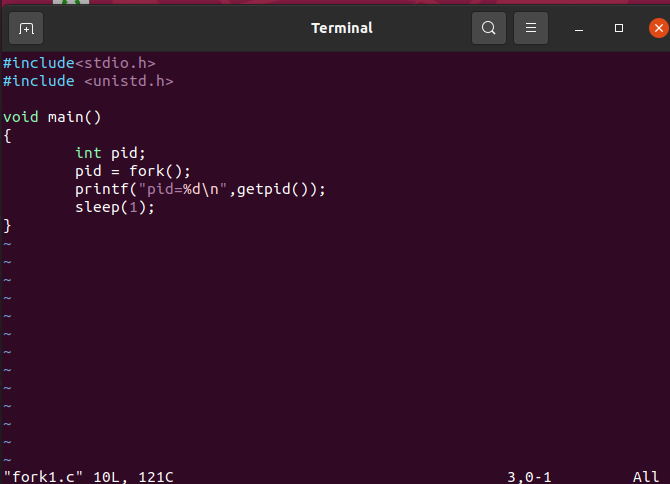 Terminal
#include<stdio.h>
#include <unistd.h>
void main()
{
        int pid;
        pid = fork();
        printf("pid=%d\n",getpid());
        sleep(1);
}
~
~
~
~
~
~
~
~
~
~
~
~
~
"fork1.c" 10L, 121C 3,0-1 All